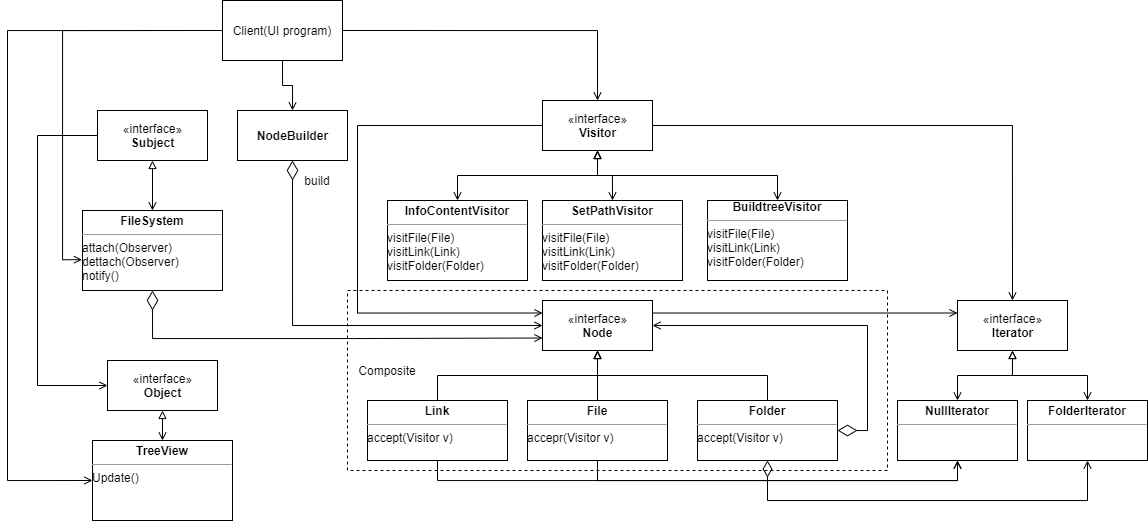 Client(UI program)
«interface»
Subject
NodeBuilder
«interface»
Visitor
build
FileSystem
attach(Observer)
dettach(Observer)
notify()
InfoContentVisitor
visitFile(File)
visitLink(Link)
visitFolder(Folder)
SetPathVisitor
visitFile(File)
visitLink(Link)
visitFolder(Folder)
BuildtreeVisitor
visitFile(File)
visitLink(Link)
visitFolder(Folder)
«interface»
Node
«interface»
Iterator
Composite
«interface»
Object
Link
accept(Visitor v)
File
accepr(Visitor v)
Folder
accept(Visitor v)
NullIterator
FolderIterator
TreeView
Update()